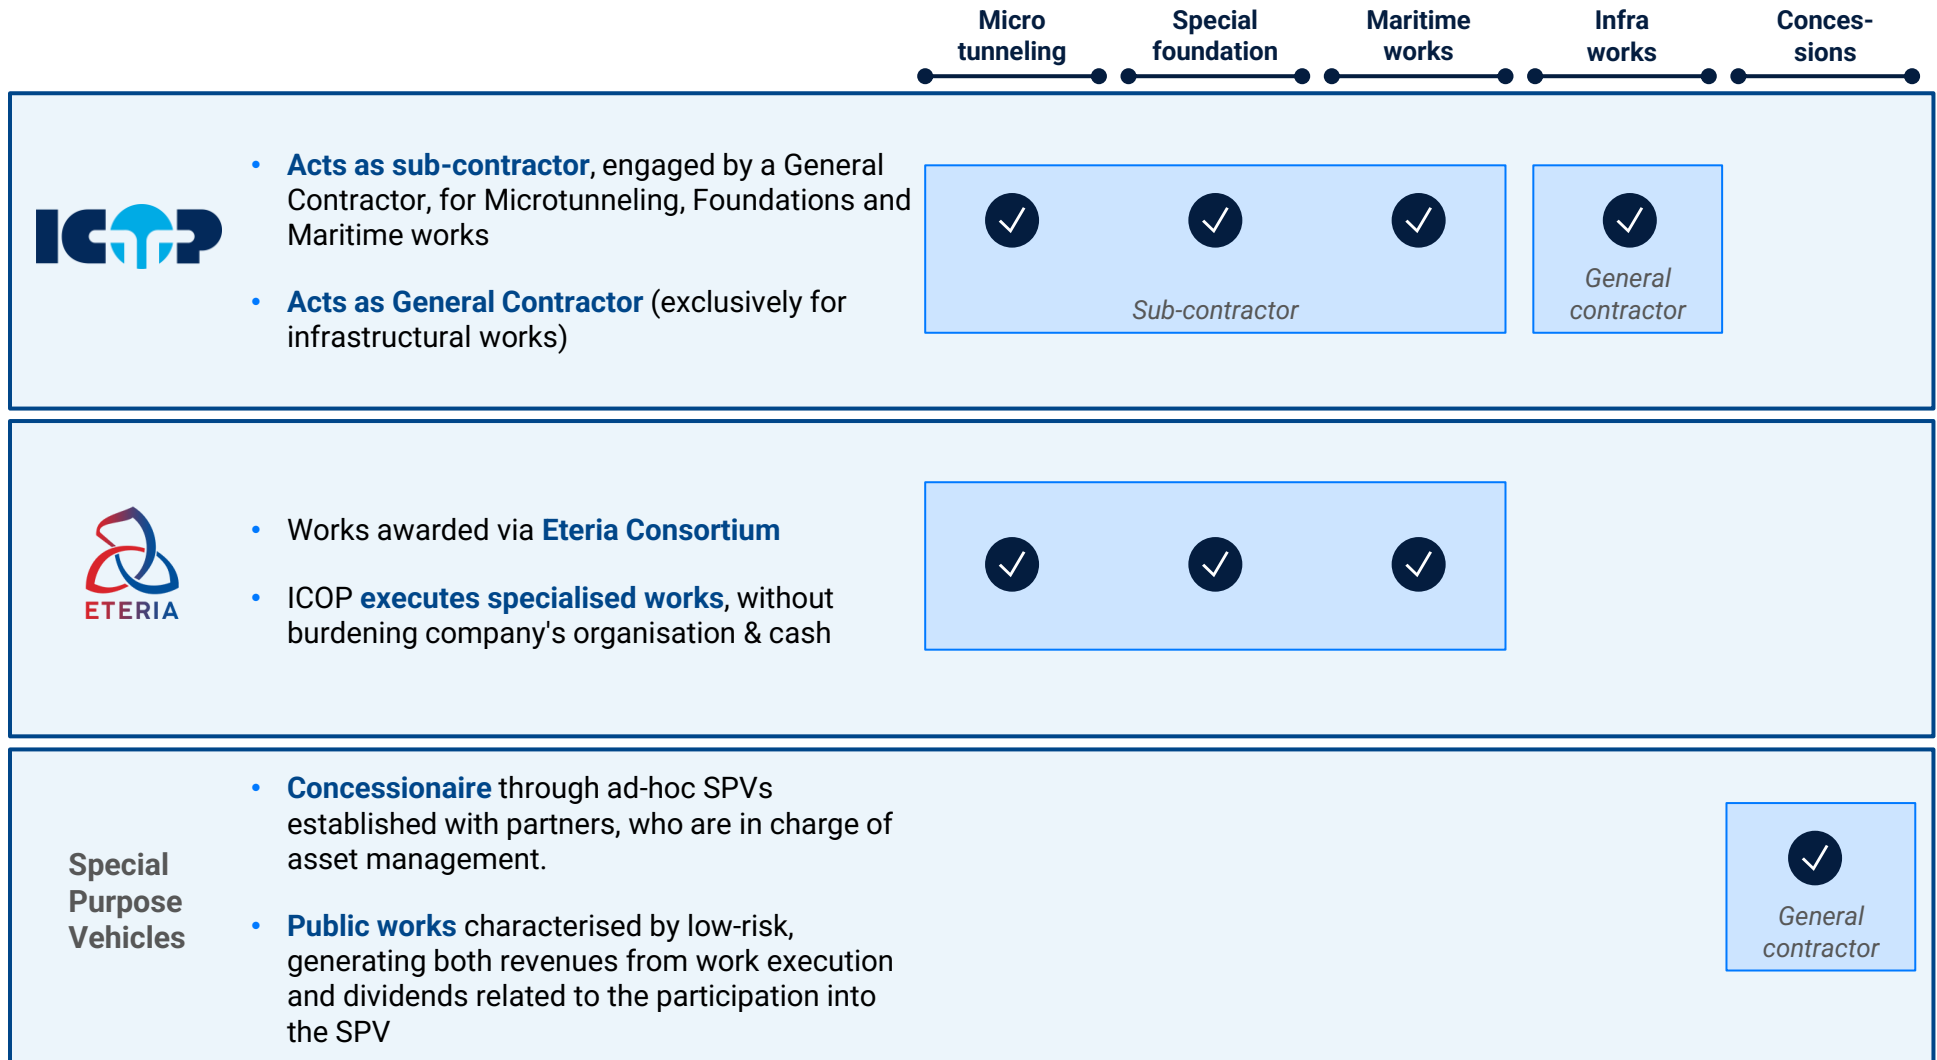 Micro
tunneling
Special
foundation
Maritime
works
Infra
works
Conces-
sions
ICOP
• Acts as sub-contractor, engaged by a General
Contractor, for Microtunneling, Foundations and
Maritime works
• Acts as General Contractor (exclusively for
infrastructural works)
Sub-contractor
General
contractor
ETERIA
• Works awarded via Eteria Consortium
• ICOP executes specialised works, without
burdening company's organisation & cash
Special
Purpose
Vehicles
• Concessionaire through ad-hoc SPVs
established with partners, who are in charge of
asset management.
• Public works characterised by low-risk,
generating both revenues from work execution
and dividends related to the participation into
the SPV
General
contractor